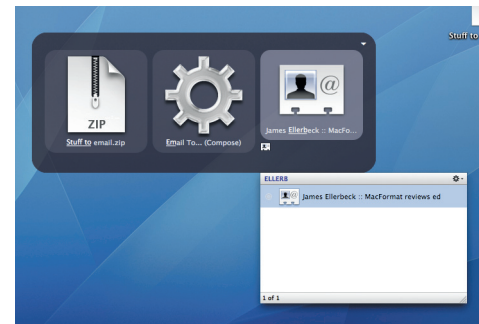 Stuff to
ZIP
@
Stuff to email.zip
Email To... (Compose)
James Ellerbeck :: MacFo...
ELLERB
@ James Ellerbeck :: MacFormat reviews ed
1 of 1